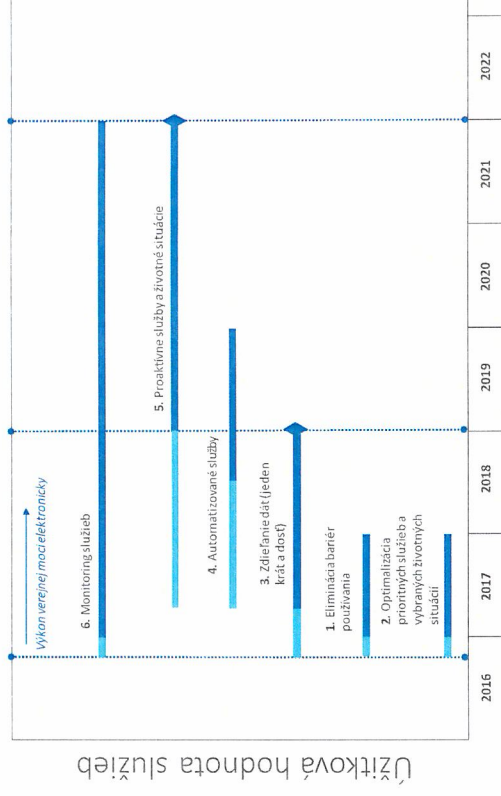 Výkon verejnej moci elektronicky
6. Monitoring služieb
5. Proaktívne služby a životné situácie
4. Automatizované služby
3. Zdieľanie dát (jeden
krát a dosť)
1. Eliminácia bariér
používania
2. Optimalizácia
prioritných služieb a
vybraných životných
situácií
2016 2017 2018 2019 2020 2021 2022
Úžitková hodnota služieb